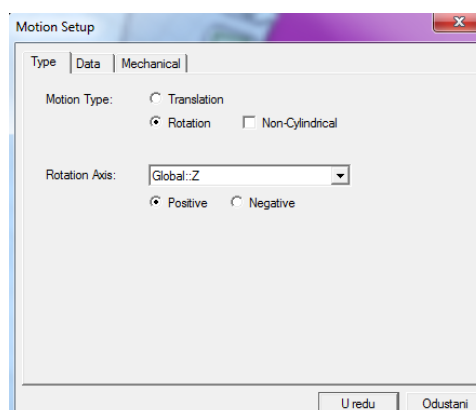 Motion Setup
Type Data Mechanical
Motion Type: Translation
Rotation Non-Cylindrical
Rotation Axis: Global::Z
Positive Negative
U redu Odustani